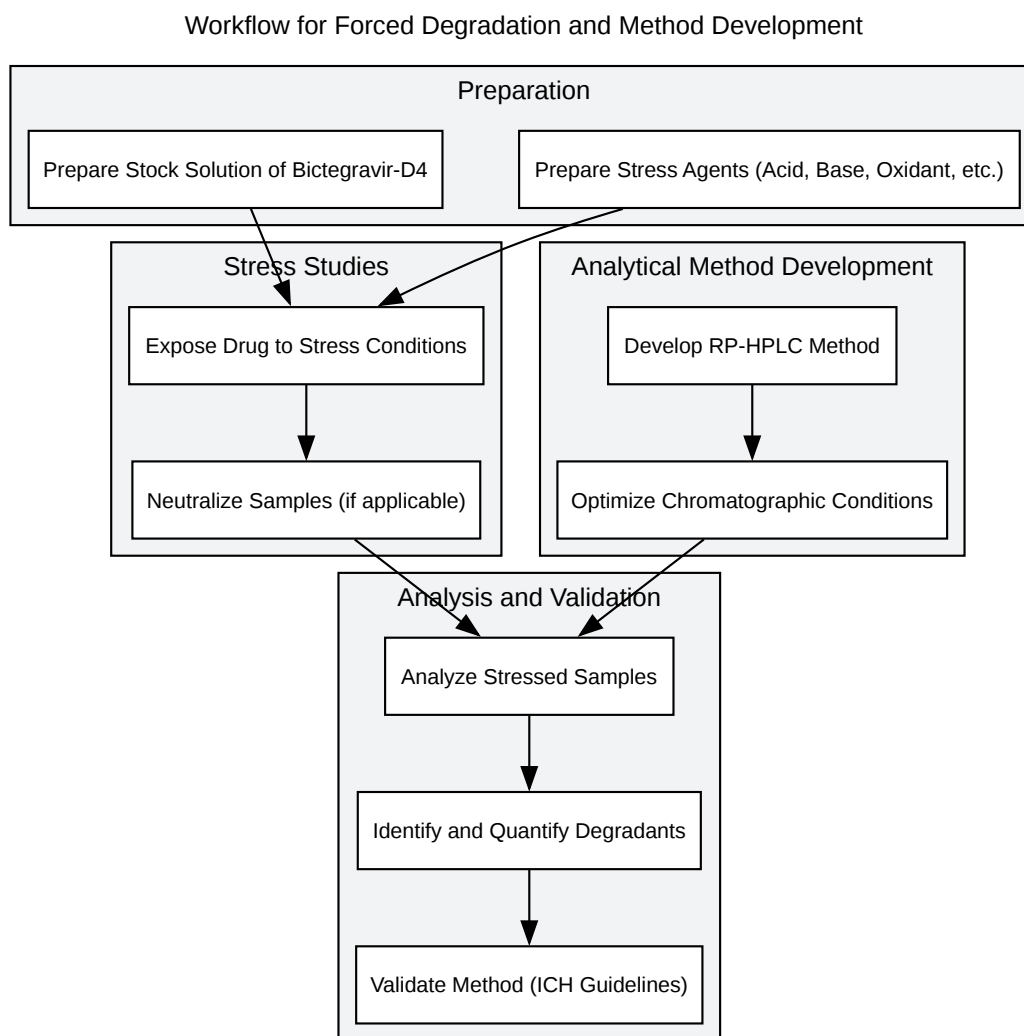 Workflow for Forced Degradation and Method Development
Preparation
Prepare Stock Solution of Bictegravir-D4
Prepare Stress Agents (Acid, Base, Oxidant, etc.)
Stress Studies
Analytical Method Development
Expose Drug to Stress Conditions
Develop RP-HPLC Method
Neutralize Samples (if applicable)
Optimize Chromatographic Conditions
Analysis and Validation
Analyze Stressed Samples
Identify and Quantify Degradants
Validate Method (ICH Guidelines)